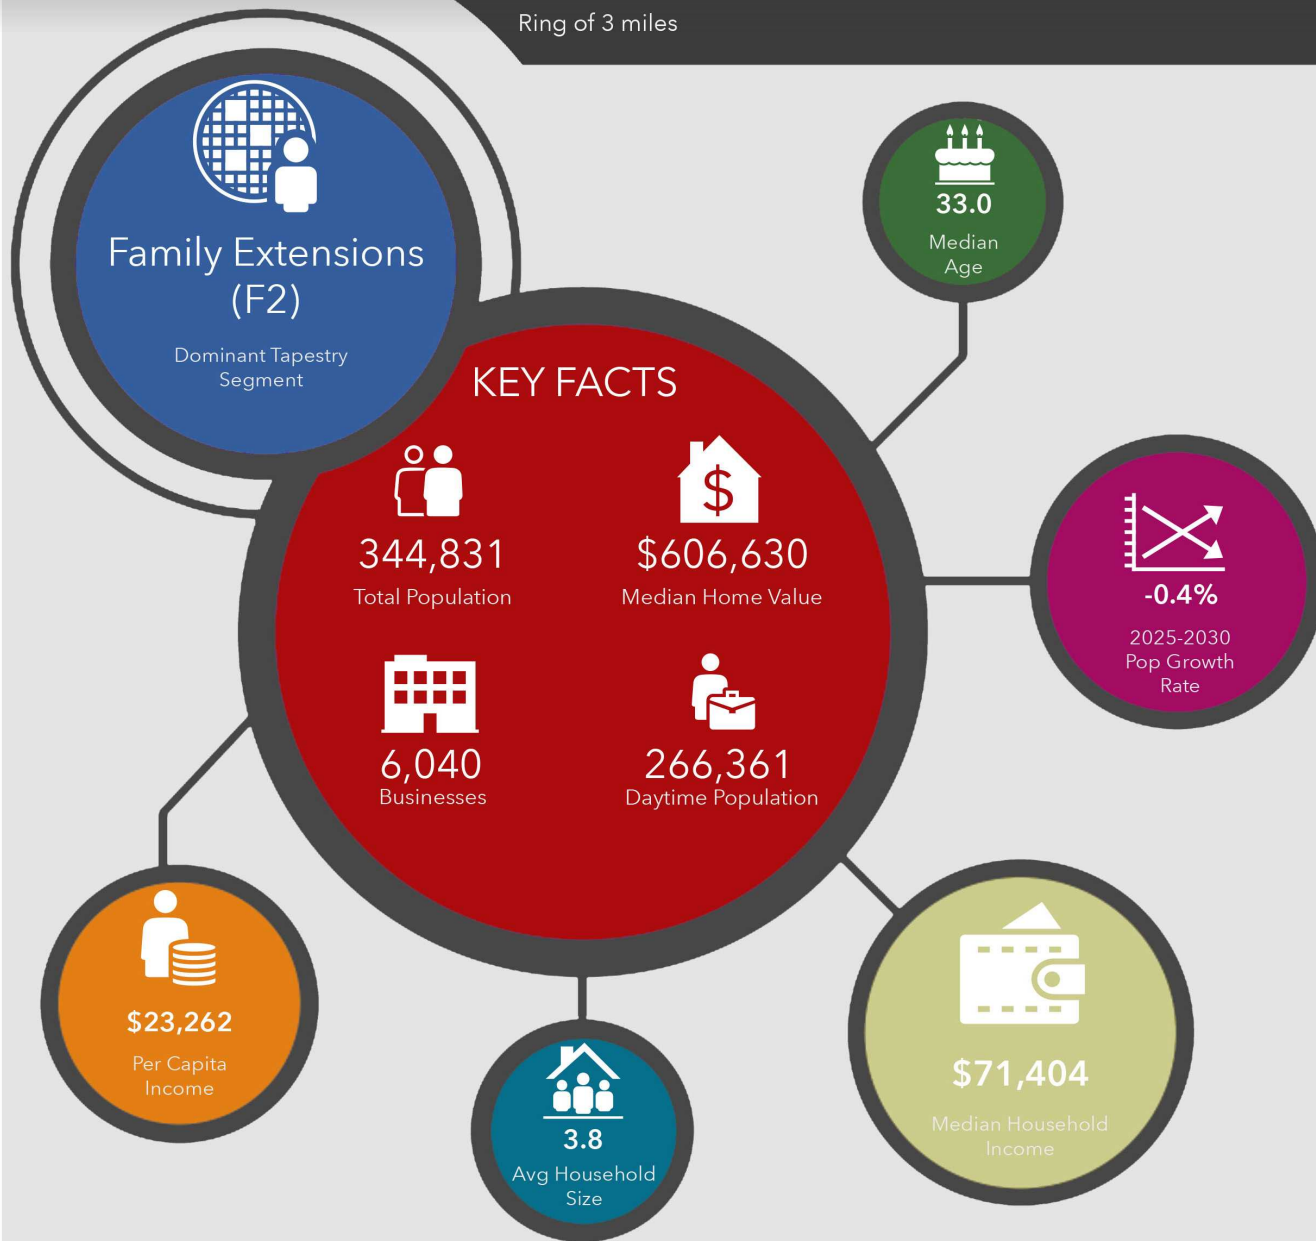 Ring of 3 miles
Family Extensions
(F2)
Dominant Tapestry
Segment
KEY FACTS
344,831
Total Population
$606,630
Median Home Value
6,040
Businesses
266,361
Daytime Population
33.0
Median
Age
-0.4%
2025-2030
Pop Growth
Rate
$23,262
Per Capita
Income
3.8
Avg Household
Size
$71,404
Median Household
Income